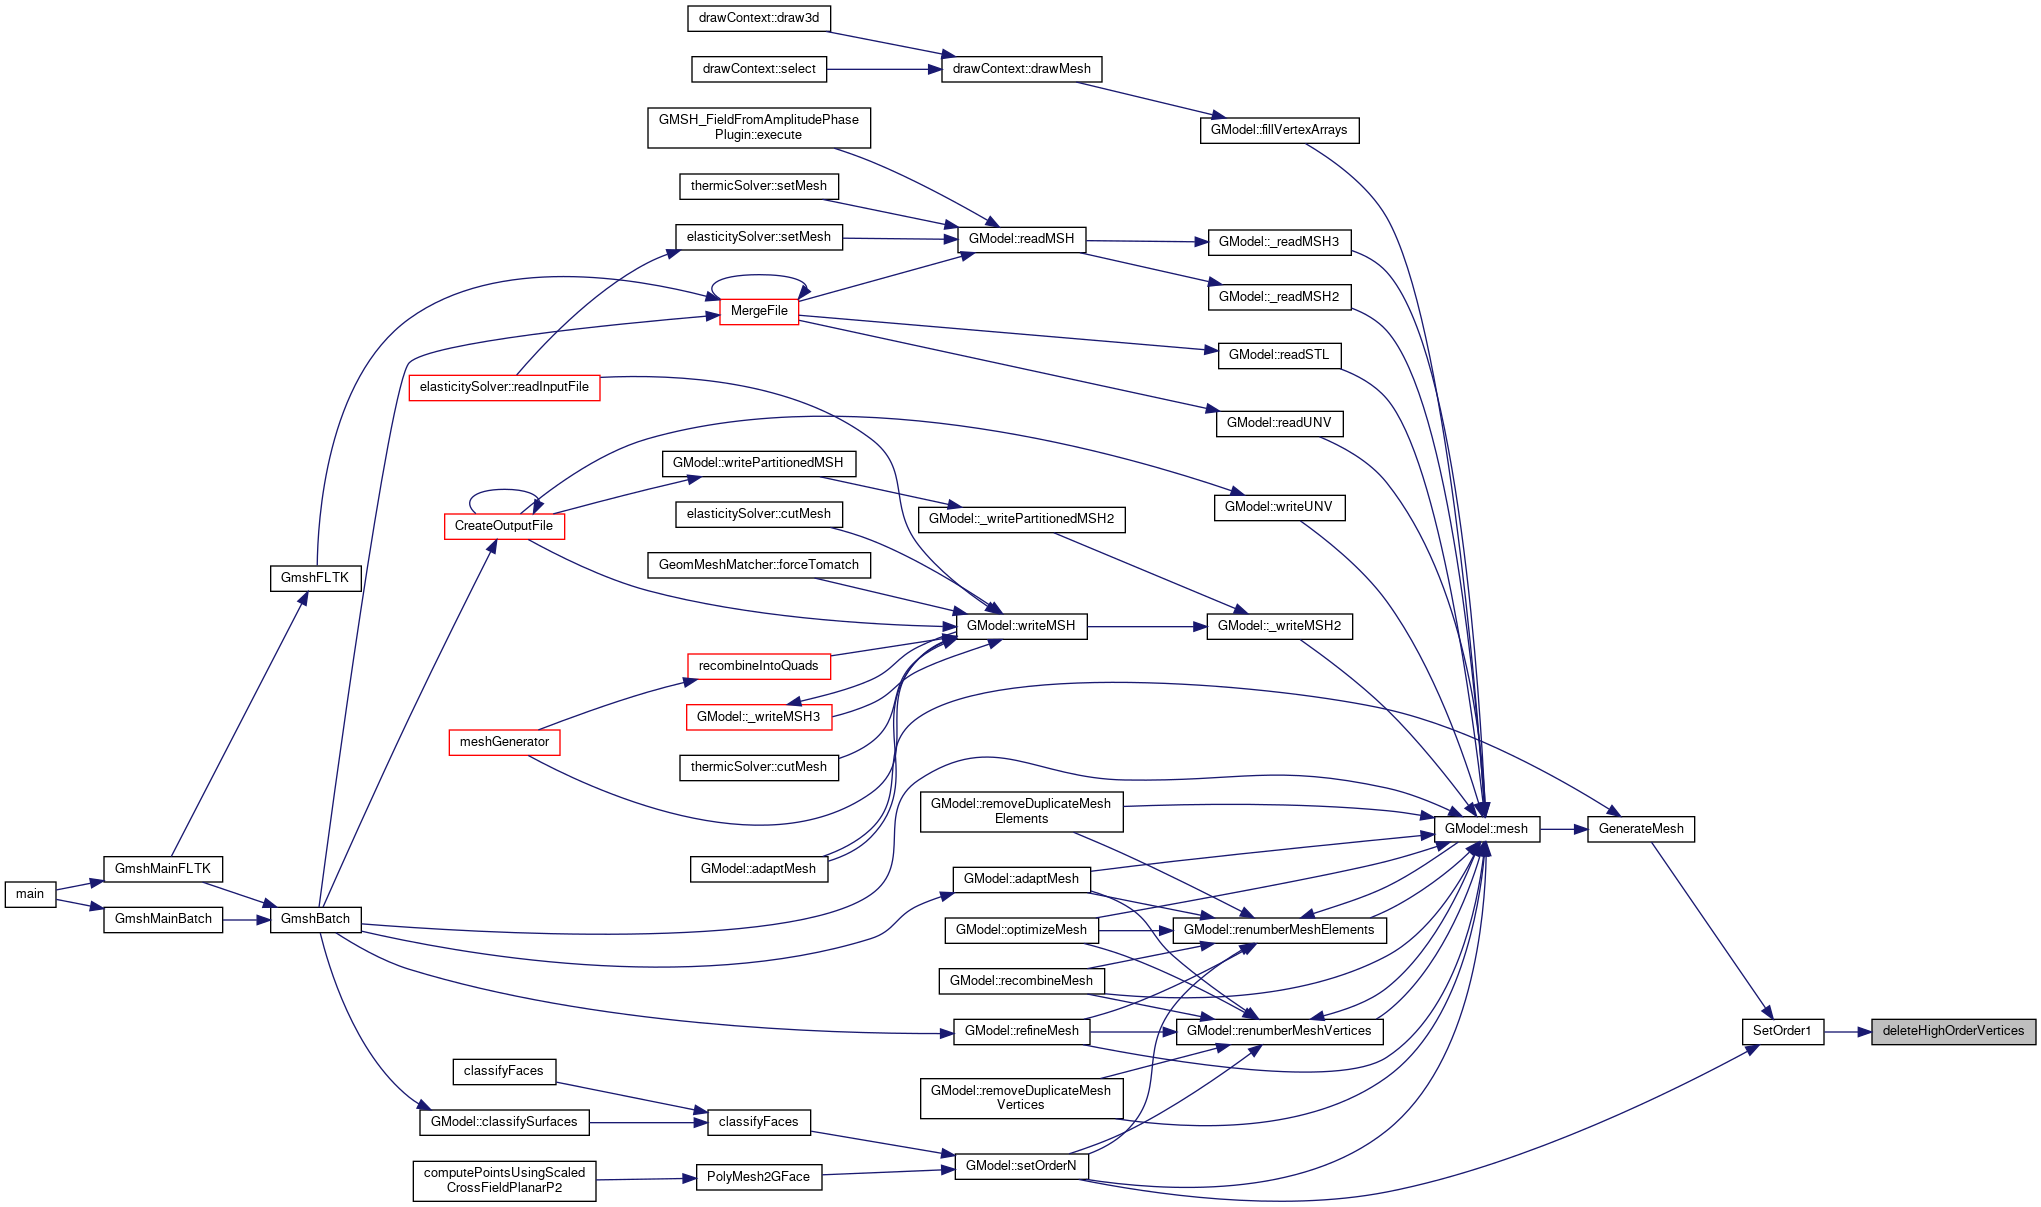 drawContext::draw3d
drawContext::select
drawContext::drawMesh
GMSH_FieldFromAmplitudePhase
Plugin::execute
GModel::fillVertexArrays
thermicSolver::setMesh
elasticitySolver::setMesh
GModel::readMSH
GModel::_readMSH3
GModel::_readMSH2
MergeFile
GModel::readSTL
elasticitySolver::readInputFile
GModel::readUNV
GModel::writePartitionedMSH
GModel::writeUNV
elasticitySolver::cutMesh
GModel::_writePartitionedMSH2
CreateOutputFile
GeomMeshMatcher::forceTomatch
GmshFLTK
GModel::writeMSH
GModel::_writeMSH2
recombineIntoQuads
GModel::_writeMSH3
meshGenerator
thermicSolver::cutMesh
GModel::removeDuplicateMesh
Elements
GModel::mesh
GenerateMesh
GModel::adaptMesh
GmshMainFLTK
GModel::adaptMesh
main
GmshMainBatch
GmshBatch
GModel::optimizeMesh
GModel::renumberMeshElements
GModel::recombineMesh
GModel::refineMesh
GModel::renumberMeshVertices
SetOrder1
deleteHighOrderVertices
classifyFaces
GModel::removeDuplicateMesh
Vertices
GModel::classifySurfaces
classifyFaces
GModel::setOrderN
computePointsUsingScaled
CrossFieldPlanarP2
PolyMesh2GFace